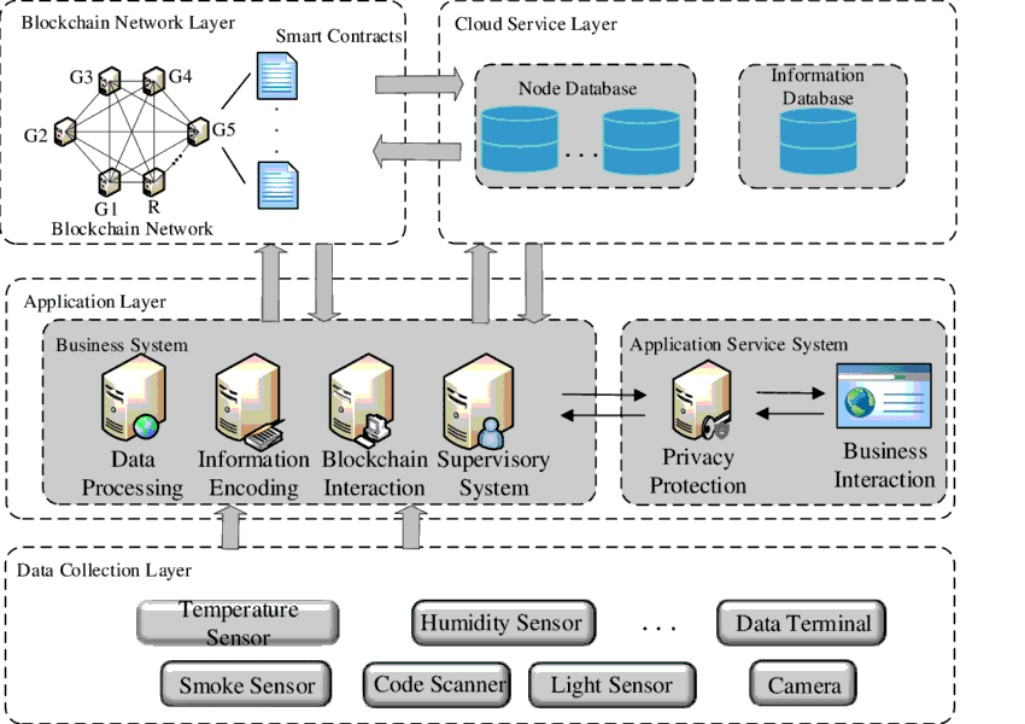 Blockchain Network Layer
Smart Contracts
G3
G4
G2
G5
G1
R
Blockchain Network
.
.
.
Cloud Service Layer
Node Database
...
Information
Database
Application Layer
Business System
Data
Processing
Information
Encoding
Blockchain
Interaction
Supervisory
System
Application Service System
Privacy
Protection
Business
Interaction
Data Collection Layer
Temperature
Sensor
Humidity Sensor
...
Data Terminal
Smoke Sensor
Code Scanner
Light Sensor
Camera